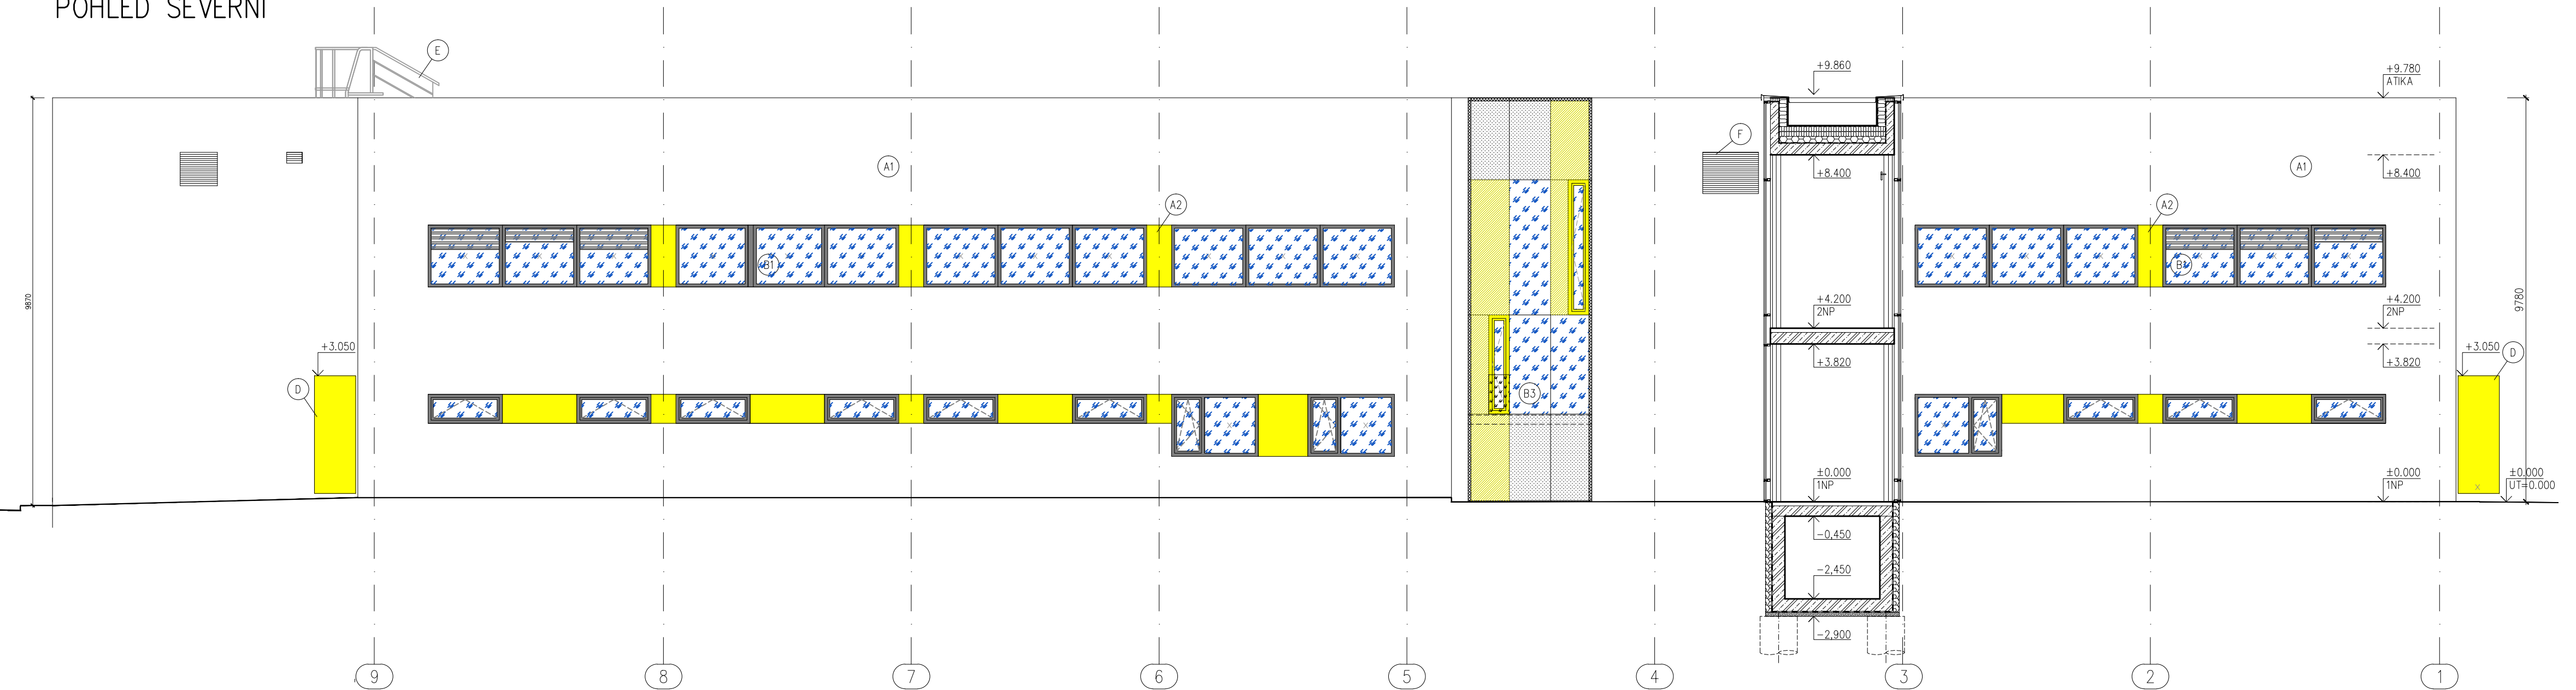 POHLED SEVERNÍ
E
+9.860
+9.780
ATIKA
F
A1
A1
+8.400
+8.400
A2
A2
B1
9870
+4.200
2NP
+4.200
2NP
9780
+3.050
+3.050
D
+3.820
+3.820
D
B3
±0.000
1NP
±0.000
1NP
±0.000
UT=0.000
-0,450
-2,450
-2,900
9
8
7
6
5
4
3
2
1